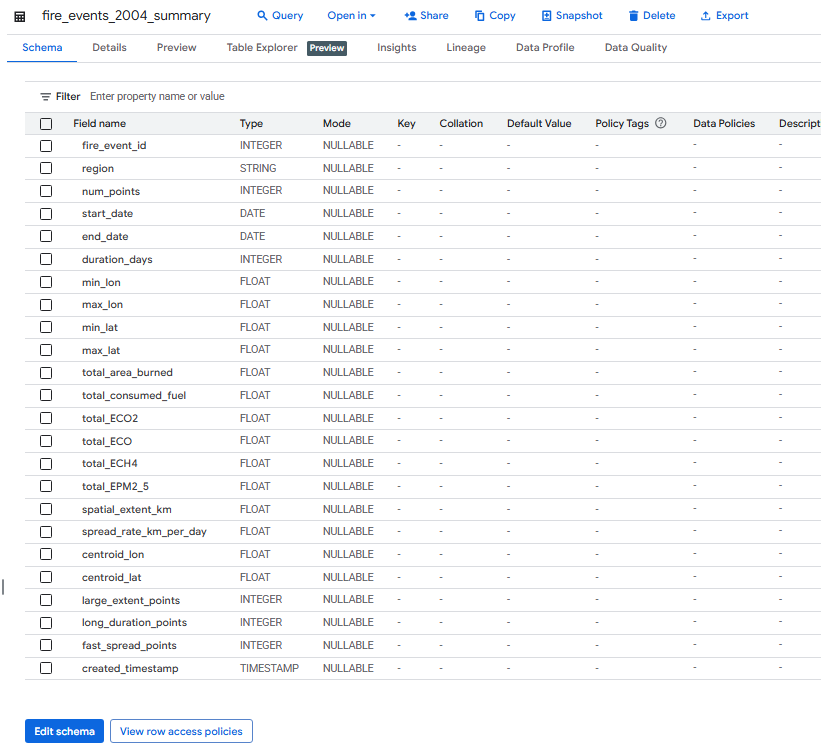 fire_events_2004_summary Query Open in Share Copy Snapshot Delete Export
Schema Details Preview Table Explorer Preview Insights Lineage Data Profile Data Quality
Filter Enter property name or value
Field name Type Mode Key Collation Default Value Policy Tags ? Data Policies Descript
fire_event_id INTEGER NULLABLE - - - - - -
region STRING NULLABLE - - - - - -
num_points INTEGER NULLABLE - - - - - -
start_date DATE NULLABLE - - - - - -
end_date DATE NULLABLE - - - - - -
duration_days INTEGER NULLABLE - - - - - -
min_lon FLOAT NULLABLE - - - - - -
max_lon FLOAT NULLABLE - - - - - -
min_lat FLOAT NULLABLE - - - - - -
max_lat FLOAT NULLABLE - - - - - -
total_area_burned FLOAT NULLABLE - - - - - -
total_consumed_fuel FLOAT NULLABLE - - - - - -
total_ECO2 FLOAT NULLABLE - - - - - -
total_ECO FLOAT NULLABLE - - - - - -
total_ECH4 FLOAT NULLABLE - - - - - -
total_EPM2_5 FLOAT NULLABLE - - - - - -
spatial_extent_km FLOAT NULLABLE - - - - - -
spread_rate_km_per_day FLOAT NULLABLE - - - - - -
centroid_lon FLOAT NULLABLE - - - - - -
centroid_lat FLOAT NULLABLE - - - - - -
large_extent_points INTEGER NULLABLE - - - - - -
long_duration_points INTEGER NULLABLE - - - - - -
fast_spread_points INTEGER NULLABLE - - - - - -
created_timestamp TIMESTAMP NULLABLE - - - - - -
Edit schema View row access policies